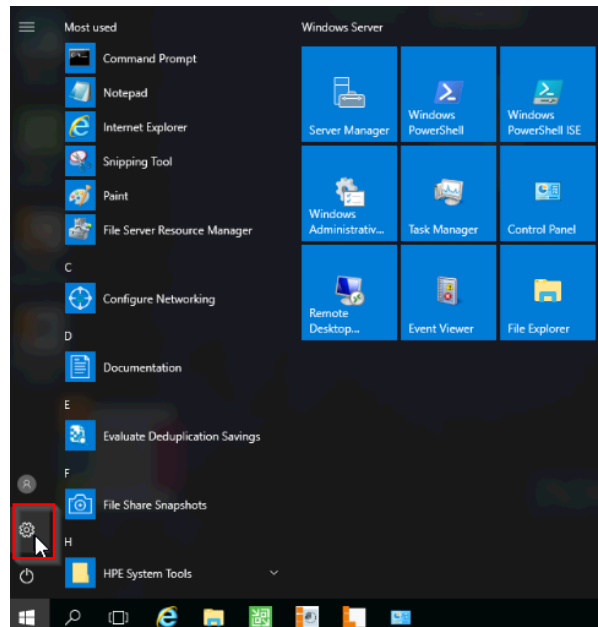 Most used
Command Prompt
Notepad
Internet Explorer
Snipping Tool
Paint
File Server Resource Manager
C
Configure Networking
D
Documentation
E
Evaluate Deduplication Savings
F
File Share Snapshots
H
HPE System Tools
Windows Server
Server Manager
Windows
PowerShell
Windows
PowerShell ISE
Windows
Administrativ...
Task Manager
Control Panel
Remote
Desktop...
Event Viewer
File Explorer